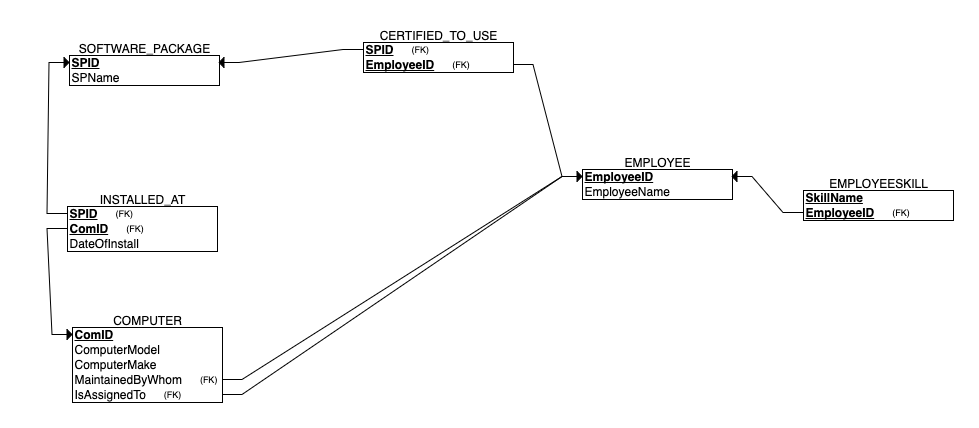 SOFTWARE_PACKAGE
SPID
SPName
CERTIFIED_TO_USE
SPID (FK)
EmployeeID (FK)
EMPLOYEE
EmployeeID
EmployeeName
EMPLOYEESKILL
SkillName
EmployeeID (FK)
INSTALLED_AT
SPID (FK)
ComID (FK)
DateOfInstall
COMPUTER
ComID
ComputerModel
ComputerMake
MaintainedByWhom (FK)
IsAssignedTo (FK)